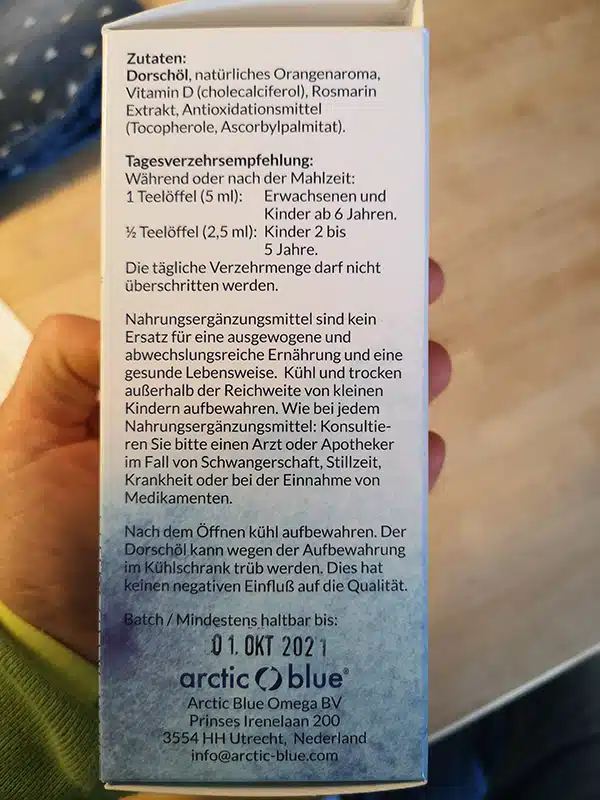 Zutaten:
Dorschöl, natürliches Orangenaroma,
Vitamin D (cholecalciferol), Rosmarin
Extrakt, Antioxidationsmittel
(Tocopherole, Ascorbylpalmitat).
Tagesverzehrsempfehlung:
Während oder nach der Mahlzeit:
1 Teelöffel (5 ml): Erwachsenen und
Kinder ab 6 Jahren.
½ Teelöffel (2,5 ml): Kinder 2 bis
5 Jahre.
Die tägliche Verzehrmenge darf nicht
überschritten werden.
Nahrungsergänzungsmittel sind kein
Ersatz für eine ausgewogene und
abwechslungsreiche Ernährung und eine
gesunde Lebensweise. Kühl und trocken
außerhalb der Reichweite von kleinen
Kindern aufbewahren. Wie bei jedem
Nahrungsergänzungsmittel: Konsultie-
ren Sie bitte einen Arzt oder Apotheker
im Fall von Schwangerschaft, Stillzeit,
Krankheit oder bei der Einnahme von
Medikamenten.
Nach dem Öffnen kühl aufbewahren. Der
Dorschöl kann wegen der Aufbewahrung
im Kühlschrank trüb werden. Dies hat
keinen negativen Einfluß auf die Qualität.
Batch / Mindestens haltbar bis:
01. OKT 2021
arctic blue®
Arctic Blue Omega BV
Prinses Irenelaan 200
3554 HH Utrecht, Nederland
info@arctic-blue.com